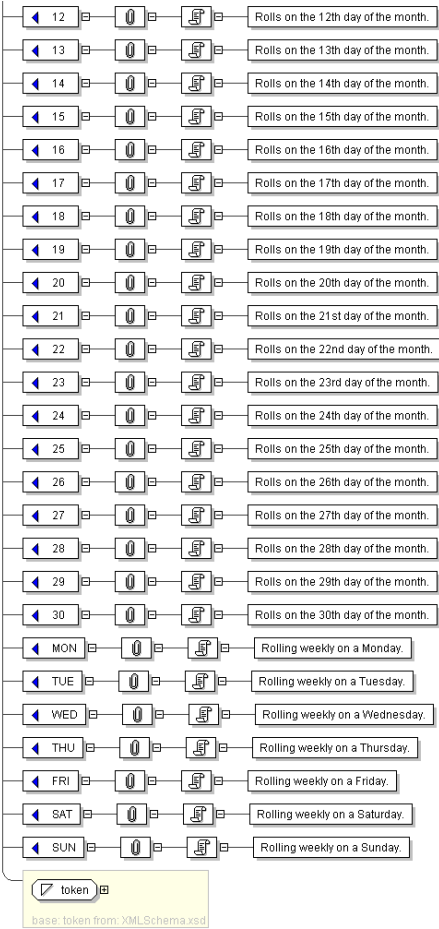 12 Rolls on the 12th day of the month.
13 Rolls on the 13th day of the month.
14 Rolls on the 14th day of the month.
15 Rolls on the 15th day of the month.
16 Rolls on the 16th day of the month.
17 Rolls on the 17th day of the month.
18 Rolls on the 18th day of the month.
19 Rolls on the 19th day of the month.
20 Rolls on the 20th day of the month.
21 Rolls on the 21st day of the month.
22 Rolls on the 22nd day of the month.
23 Rolls on the 23rd day of the month.
24 Rolls on the 24th day of the month.
25 Rolls on the 25th day of the month.
26 Rolls on the 26th day of the month.
27 Rolls on the 27th day of the month.
28 Rolls on the 28th day of the month.
29 Rolls on the 29th day of the month.
30 Rolls on the 30th day of the month.
MON Rolling weekly on a Monday.
TUE Rolling weekly on a Tuesday.
WED Rolling weekly on a Wednesday.
THU Rolling weekly on a Thursday.
FRI Rolling weekly on a Friday.
SAT Rolling weekly on a Saturday.
SUN Rolling weekly on a Sunday.
token
base: token from: XMLSchema.xsd